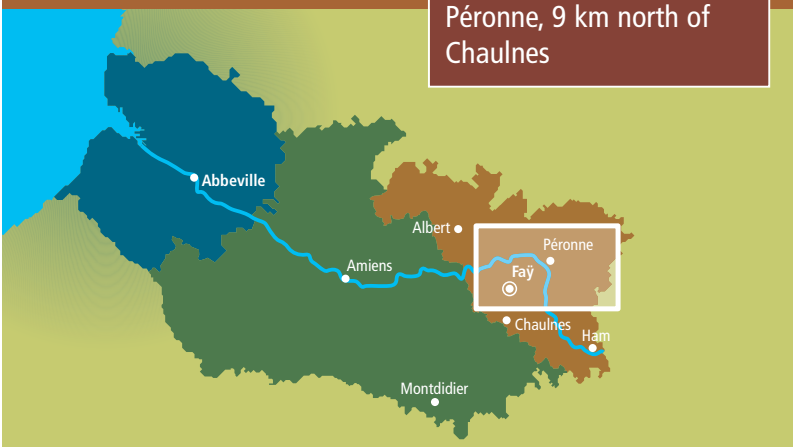 Péronne, 9 km north of
Chaulnes
Abbeville
Albert
Péronne
Amiens
Faÿ
Chaulnes
Ham
Montdidier